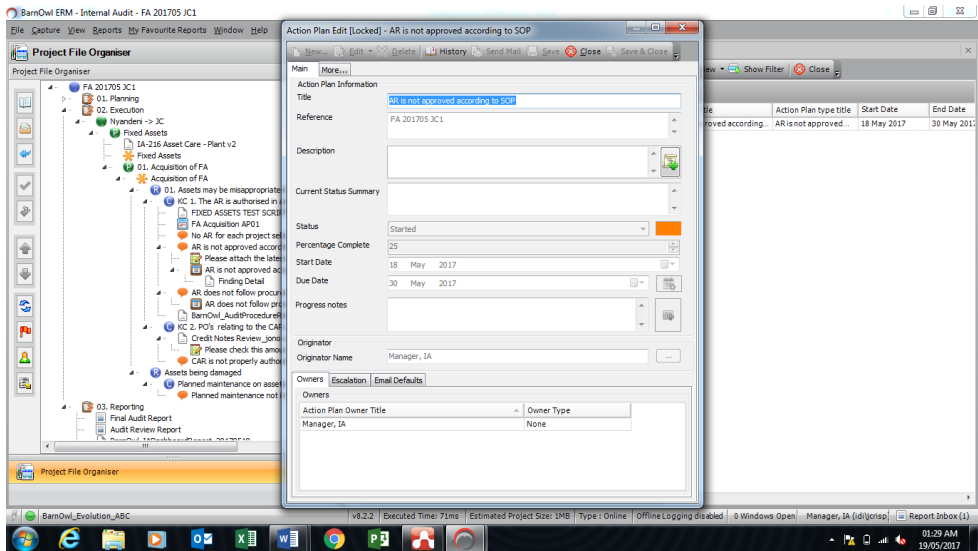 BarnOwl ERM - Internal Audit - FA 201705 JC1
File Capture View Reports My Favourite Reports Window Help
Project File Organiser
Project File Organiser
FA 201705 JC1
01. Planning
02. Execution
Nyandeni -> JC
Fixed Assets
IA-216 Asset Care - Plant v2
Fixed Assets
01. Acquisition of FA
Acquisition of FA
01. Assets may be misappropriate
KC 1. The AR is authorised in a
FIXED ASSETS TEST SCRI
FA Acquisition AP01
No AR for each project sel
AR is not approved accord
Please attach the late
AR is not approved ac
Finding Detail
AR does not follow procur
AR does not follow pro
BarnOwl_AuditProcedureR
KC 2. PO's relating to the CAR
Credit Notes Review_jono
Please check this amou
CAR is not properly autho
Assets being damaged
Planned maintenance on asset
Planned maintenance not i
03. Reporting
Final Audit Report
Audit Review Report
Project File Organiser
Action Plan Edit [Locked] - AR is not approved according to SOP
New... Edit Delete History Send Mail Save Close Save & Close
Main More...
Action Plan Information
Title AR is not approved according to SOP
Reference FA 201705 JC1
Description
Current Status Summary
Status Started
Percentage Complete 25
Start Date 18 May 2017
Due Date 30 May 2017
Progress notes
Originator
Originator Name Manager, IA ...
Owners Escalation Email Defaults
Owners
Action Plan Owner Title Owner Type
Manager, IA None
Show Filter Close
Action Plan type title Start Date End Date
roved according... AR is not approved... 18 May 2017 30 May 2017
BarnOwl_Evolution_ABC v8.2.2 Executed Time: 71ms Estimated Project Size: 1MB Type : Online Offline Logging disabled 0 Windows Open Manager, IA (idi\jcrisp) Report Inbox (1)
01:29 AM
19/05/2017